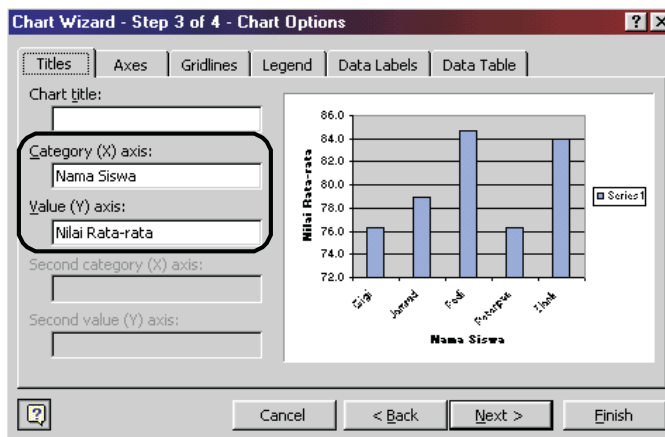 Chart Wizard - Step 3 of 4 - Chart Options
Titles Axes Gridlines Legend Data Labels Data Table
Chart title:
Category (X) axis:
Nama Siswa
Value (Y) axis:
Nilai Rata-rata
Second category (X) axis:
Second value (Y) axis:
86.0
84.0
82.0
80.0
78.0
76.0
74.0
72.0
Nilai Rata-rata
Jamrud Padi Peterpan
Nama Siswa
Series1
Cancel < Back Next > Finish